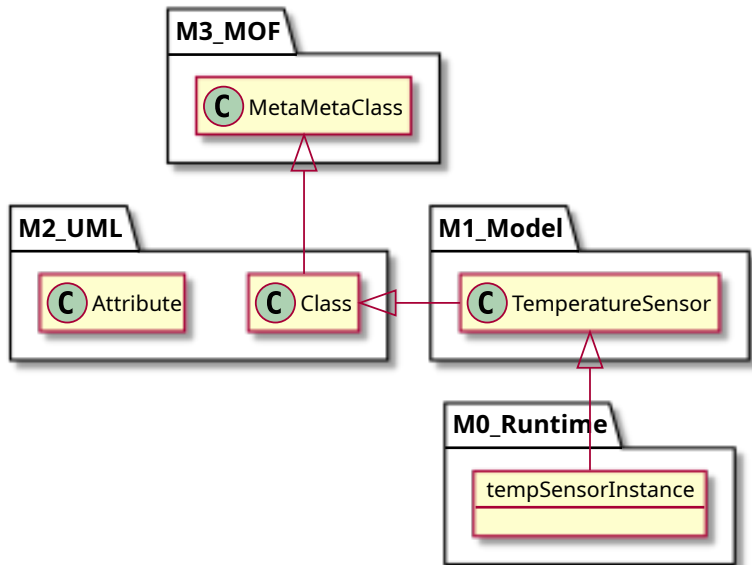 M3_MOF
C MetaMetaClass
M2_UML
C Attribute
C Class
M1_Model
C TemperatureSensor
M0_Runtime
tempSensorInstance